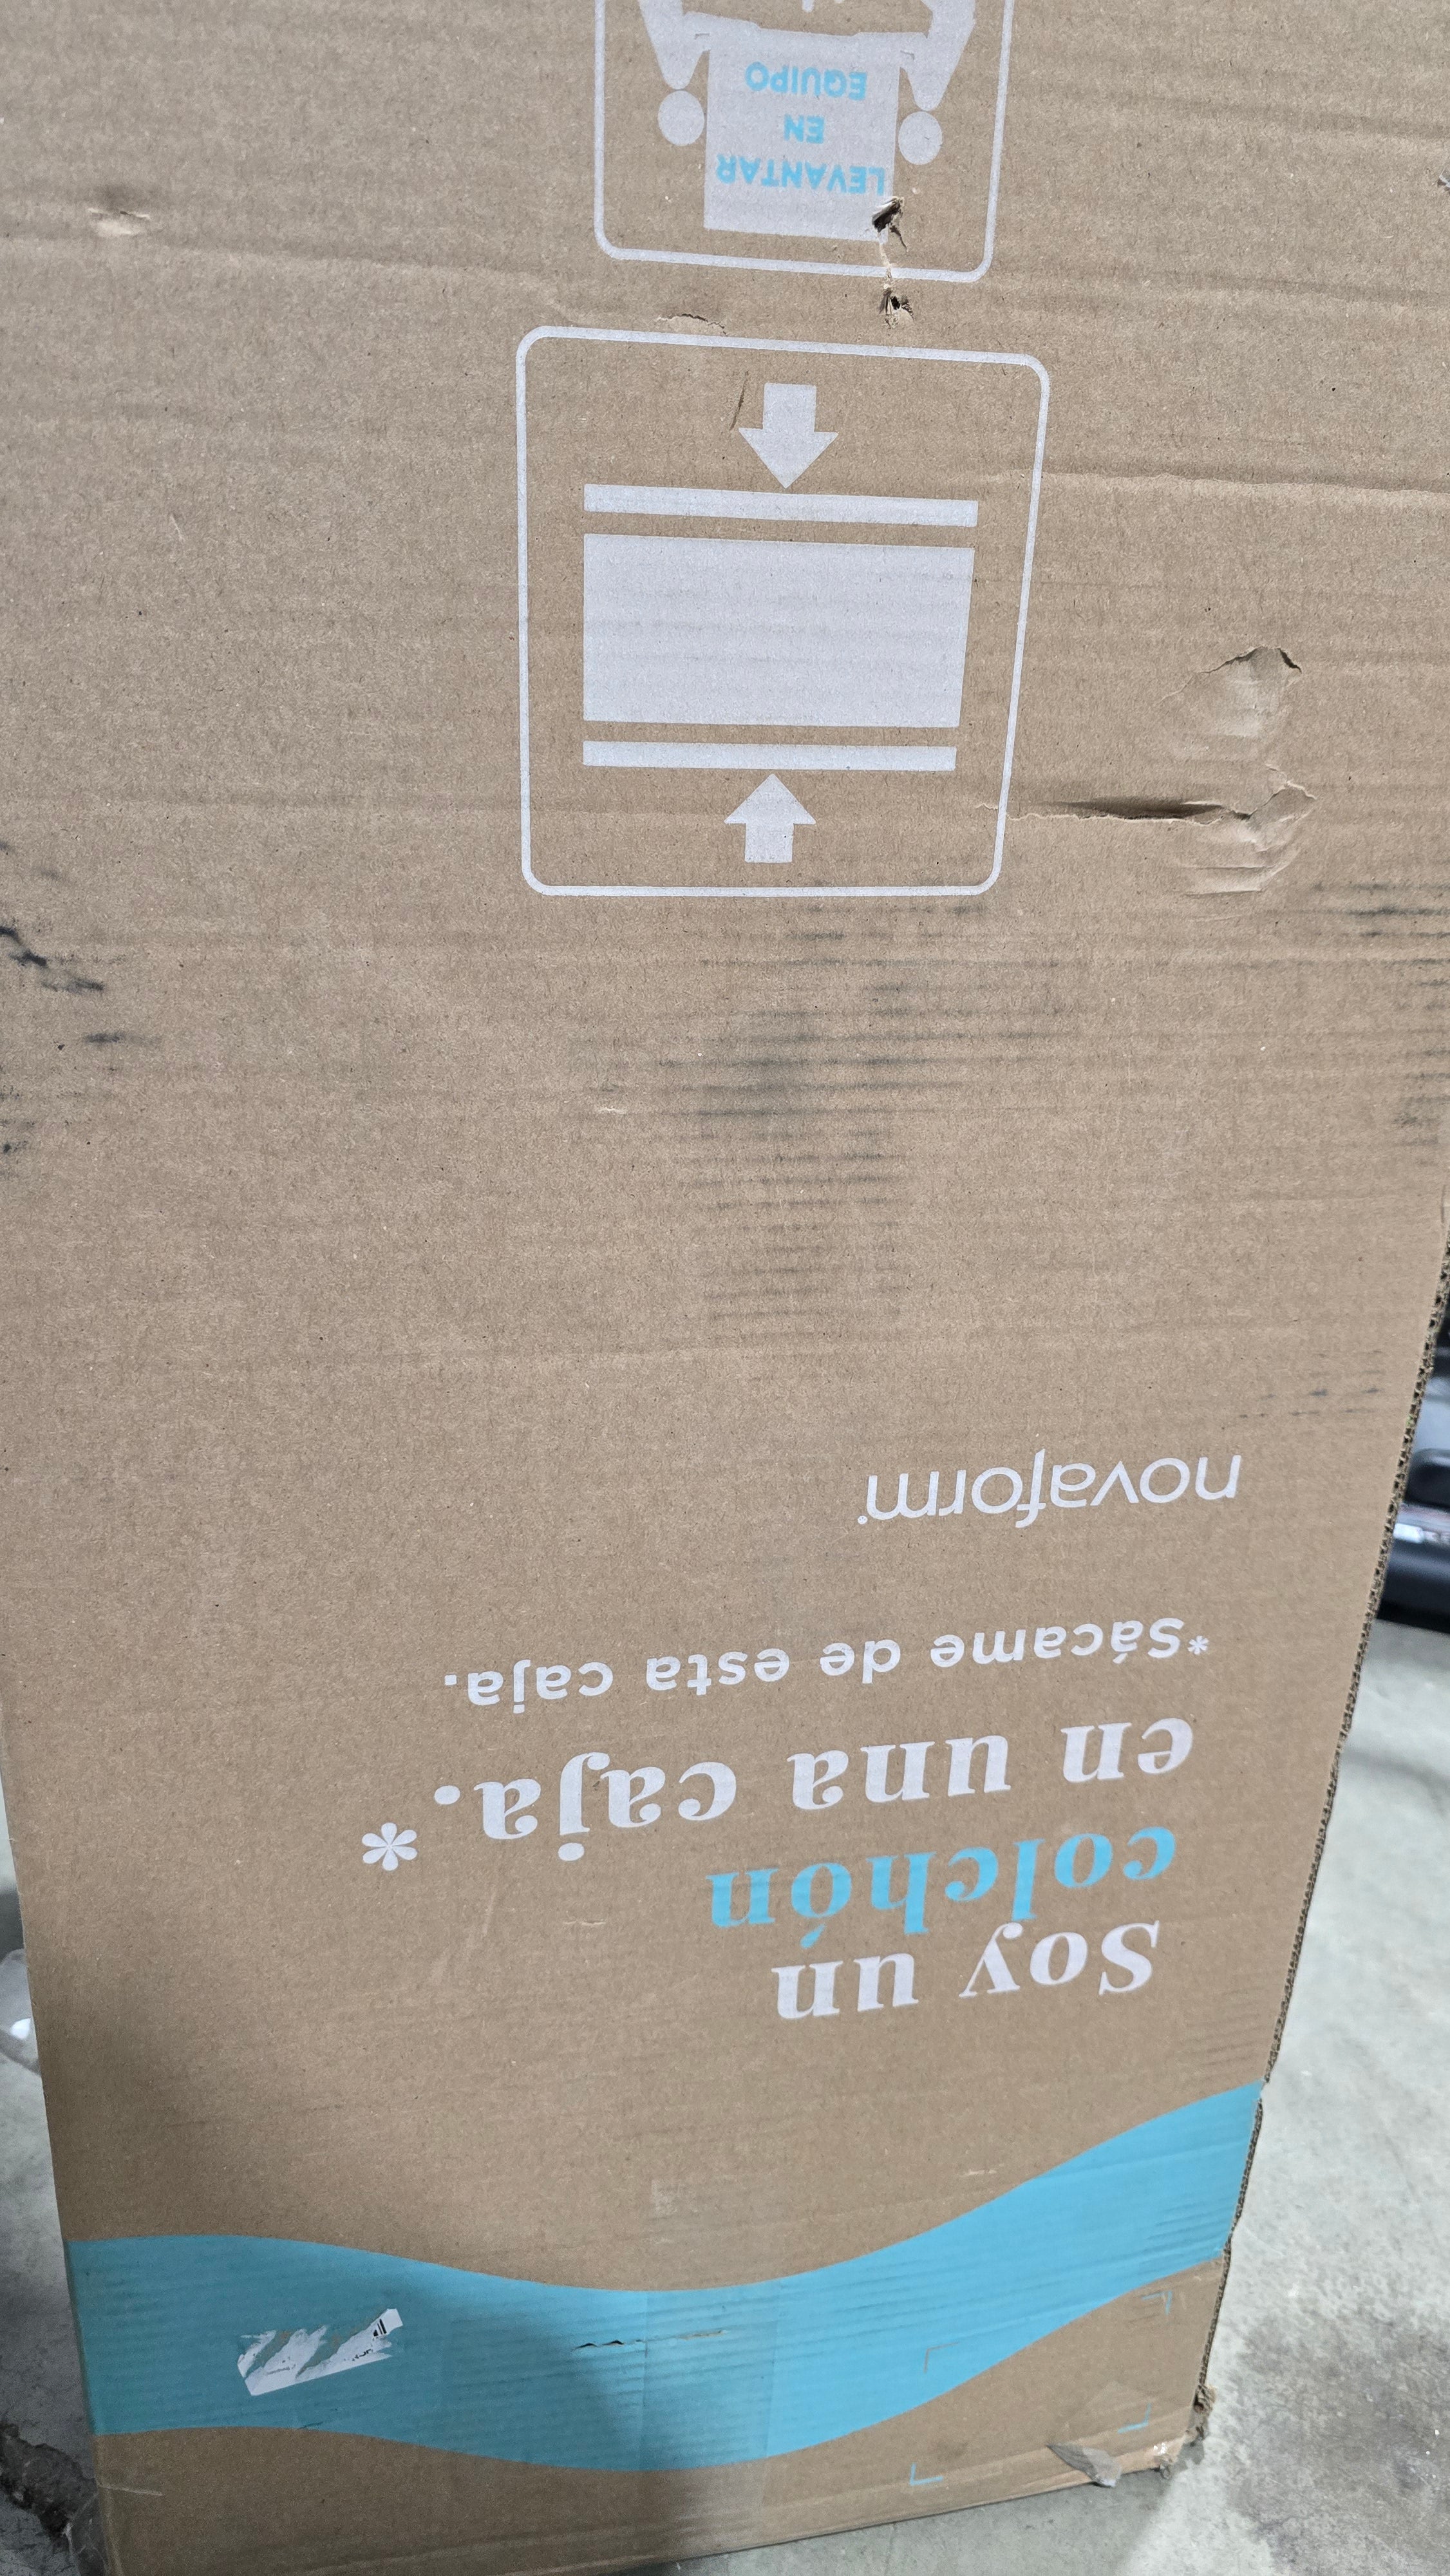 Soy un
colchón
en una caja.*
*Sácame de esta caja.
novaform
LEVANTAR
EN
EQUIPO